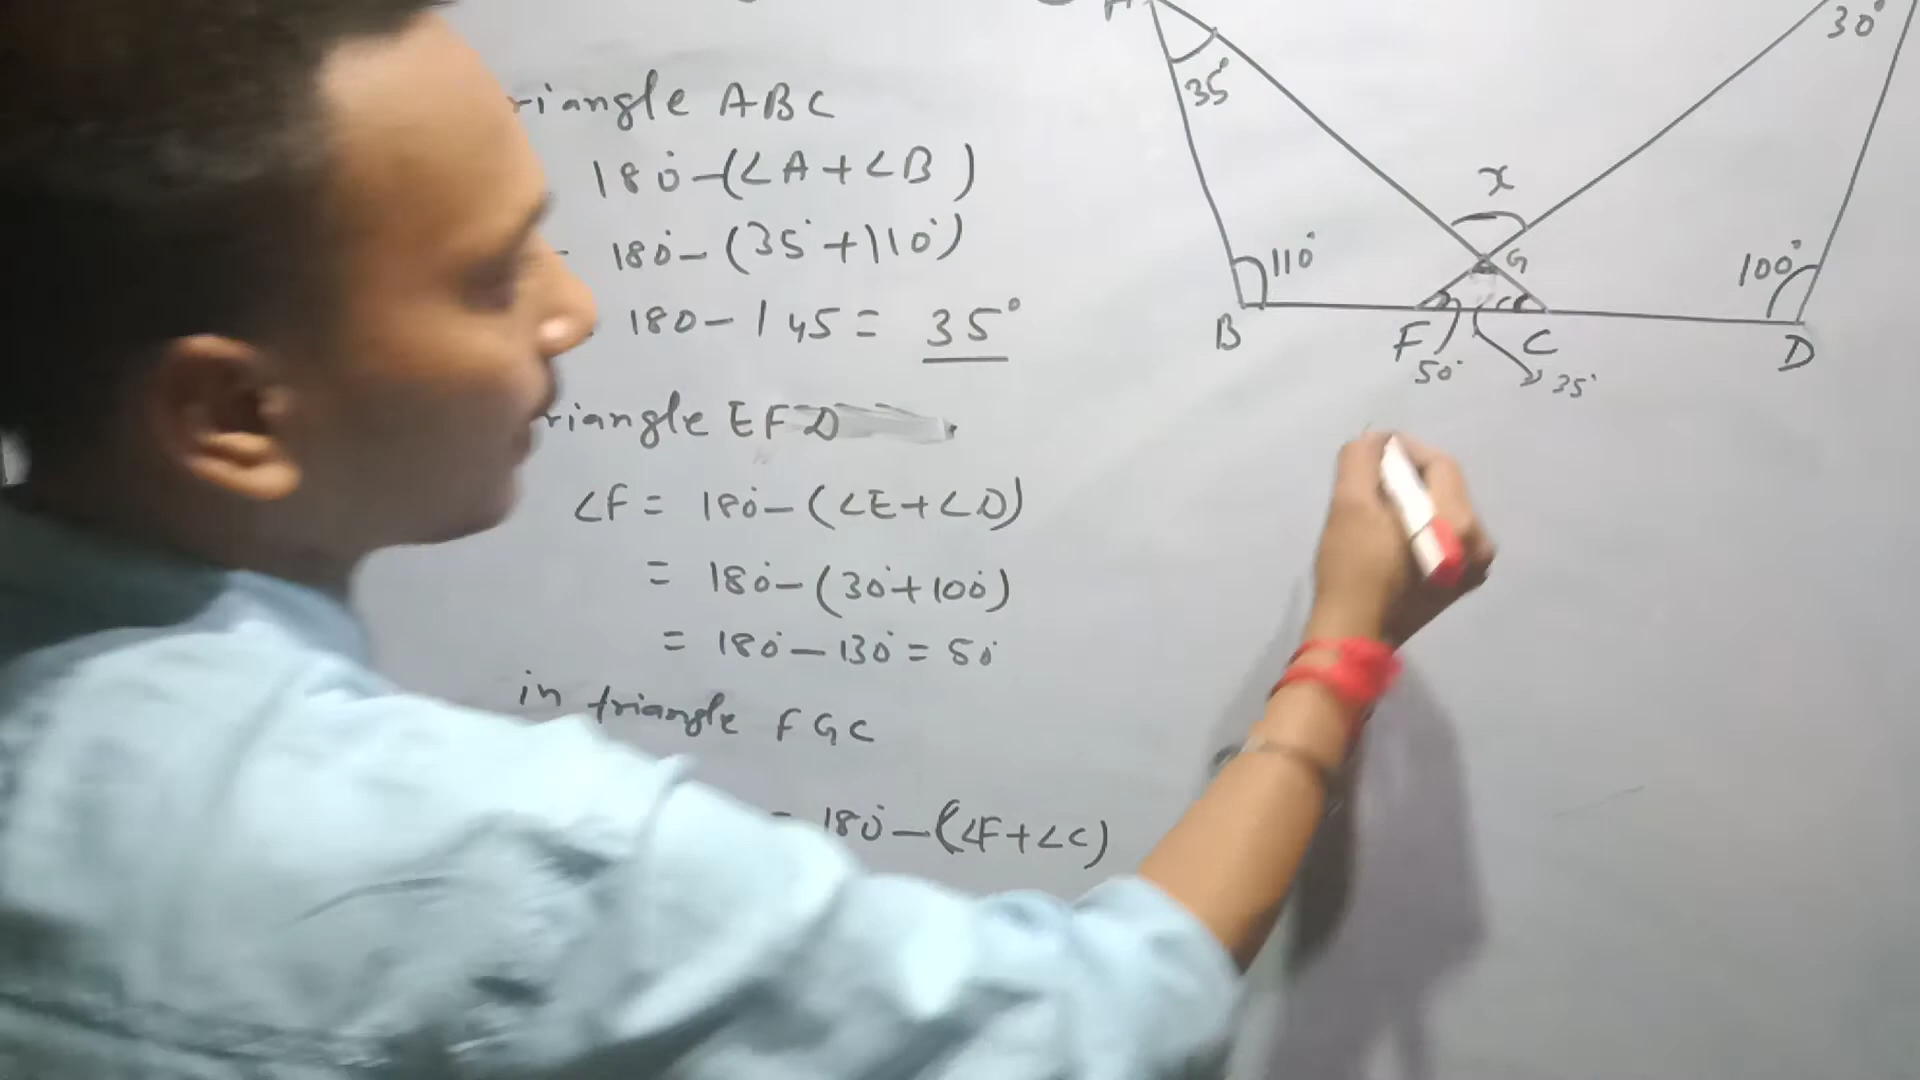 riangle ABC
180° - (∠A + ∠B)
180° - (35° + 110°)
180 - 145 = 35°
riangle EFD
∠F = 180° - (∠E + ∠D)
= 180° - (30° + 100°)
= 180° - 130° = 50°
in triangle FGC
= 180° - (∠F + ∠C)
30°
35°
x
110°
G
100°
B
F
C
D
50°
35°